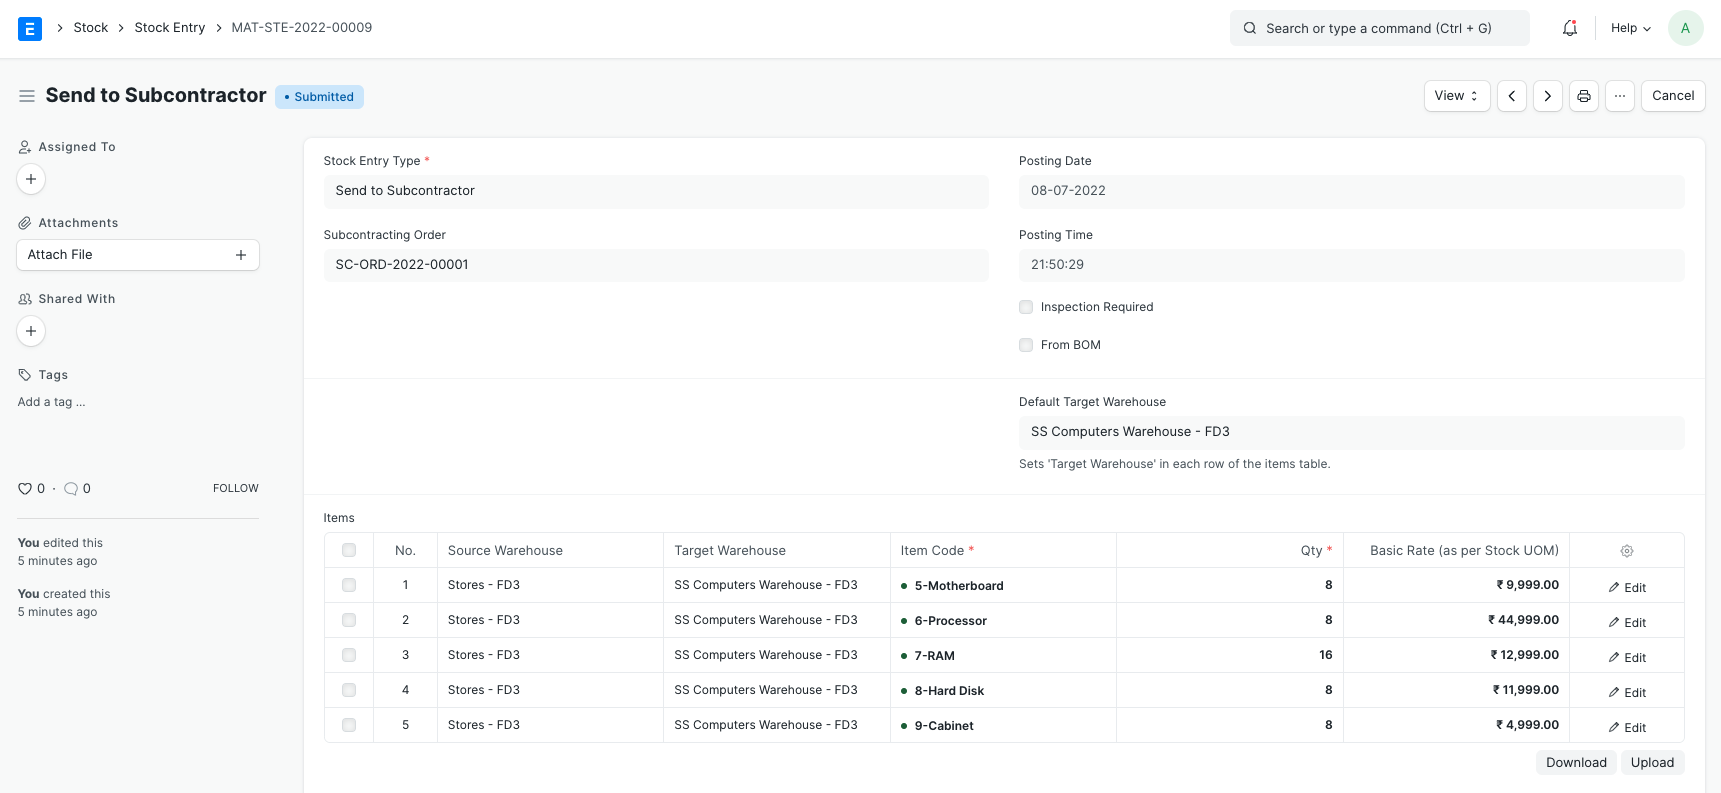 E
Stock
Stock Entry
MAT-STE-2022-00009
Search or type a command (Ctrl + G)
Help
A
Send to Subcontractor
Submitted
View
Cancel
Assigned To
Attachments
Attach File
Shared With
Tags
Add a tag ...
0 · 0
FOLLOW
You edited this
5 minutes ago
You created this
5 minutes ago
Stock Entry Type *
Send to Subcontractor
Posting Date
08-07-2022
Subcontracting Order
SC-ORD-2022-00001
Posting Time
21:50:29
Inspection Required
From BOM
Default Target Warehouse
SS Computers Warehouse - FD3
Sets 'Target Warehouse' in each row of the items table.
Items
No. Source Warehouse Target Warehouse Item Code * Qty * Basic Rate (as per Stock UOM)
1 Stores - FD3 SS Computers Warehouse - FD3 5-Motherboard 8 ₹ 9,999.00 Edit
2 Stores - FD3 SS Computers Warehouse - FD3 6-Processor 8 ₹ 44,999.00 Edit
3 Stores - FD3 SS Computers Warehouse - FD3 7-RAM 16 ₹ 12,999.00 Edit
4 Stores - FD3 SS Computers Warehouse - FD3 8-Hard Disk 8 ₹ 11,999.00 Edit
5 Stores - FD3 SS Computers Warehouse - FD3 9-Cabinet 8 ₹ 4,999.00 Edit
Download
Upload